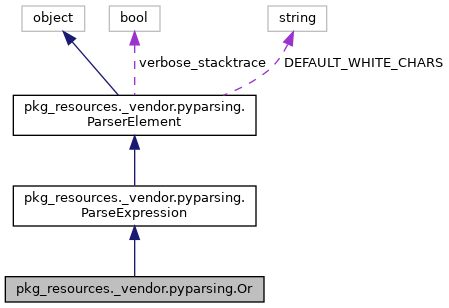 object
bool
string
verbose_stacktrace
DEFAULT_WHITE_CHARS
pkg_resources._vendor.pyparsing.
ParserElement
pkg_resources._vendor.pyparsing.
ParseExpression
pkg_resources._vendor.pyparsing.Or